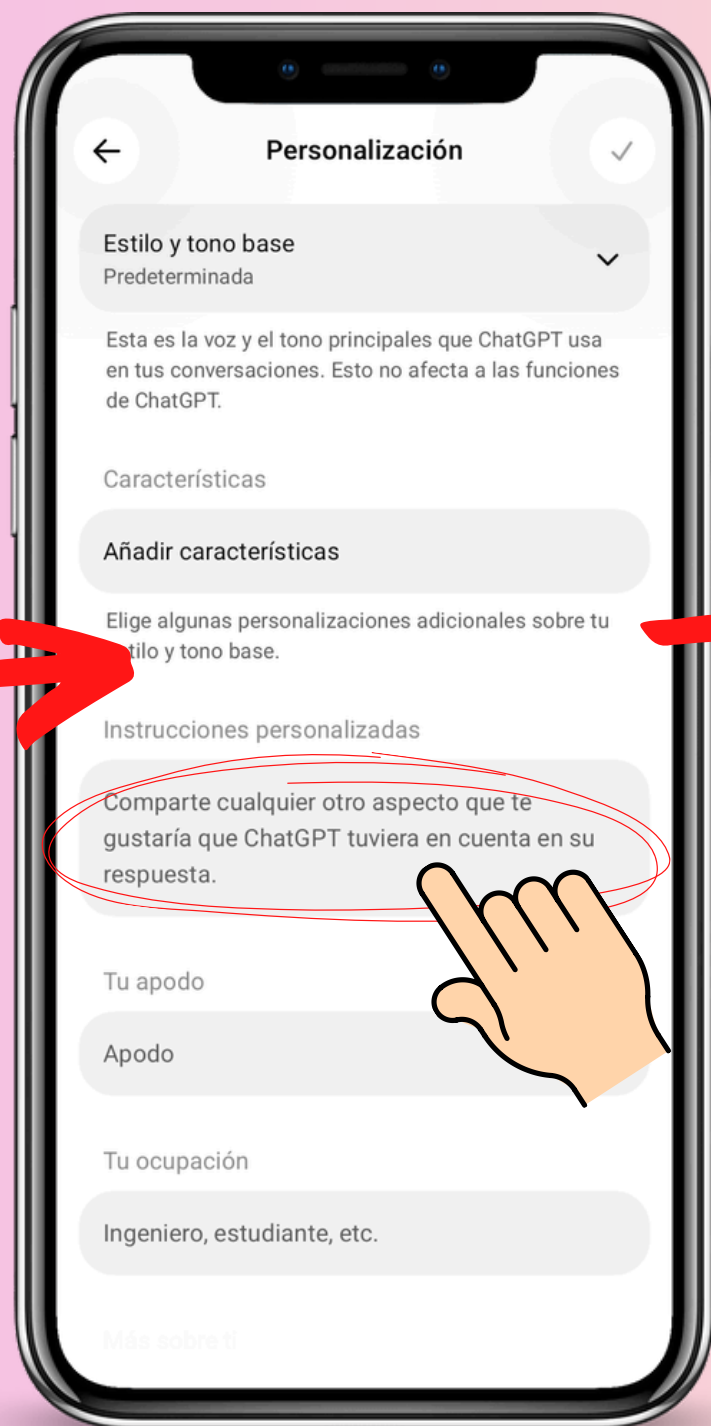 Personalización
Estilo y tono base
Predeterminada
Esta es la voz y el tono principales que ChatGPT usa
en tus conversaciones. Esto no afecta a las funciones
de ChatGPT.
Características
Añadir características
Elige algunas personalizaciones adicionales sobre tu
tilo y tono base.
Instrucciones personalizadas
Comparte cualquier otro aspecto que te
gustaría que ChatGPT tuviera en cuenta en su
respuesta.
Tu apodo
Apodo
Tu ocupación
Ingeniero, estudiante, etc.
Más sobre ti